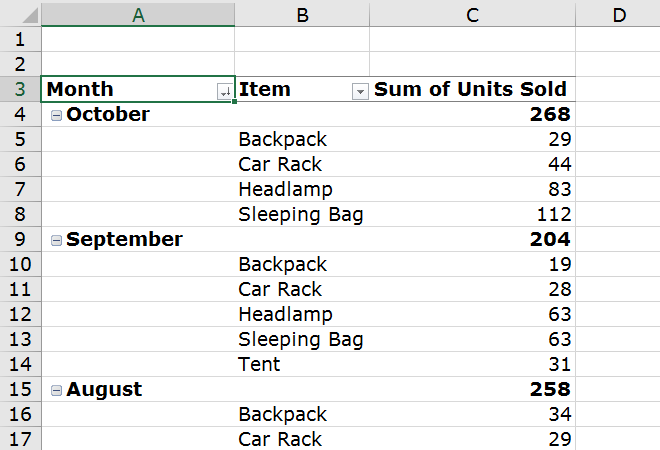 A B C D
1
2
3 Month Item Sum of Units Sold
4 October 268
5 Backpack 29
6 Car Rack 44
7 Headlamp 83
8 Sleeping Bag 112
9 September 204
10 Backpack 19
11 Car Rack 28
12 Headlamp 63
13 Sleeping Bag 63
14 Tent 31
15 August 258
16 Backpack 34
17 Car Rack 29